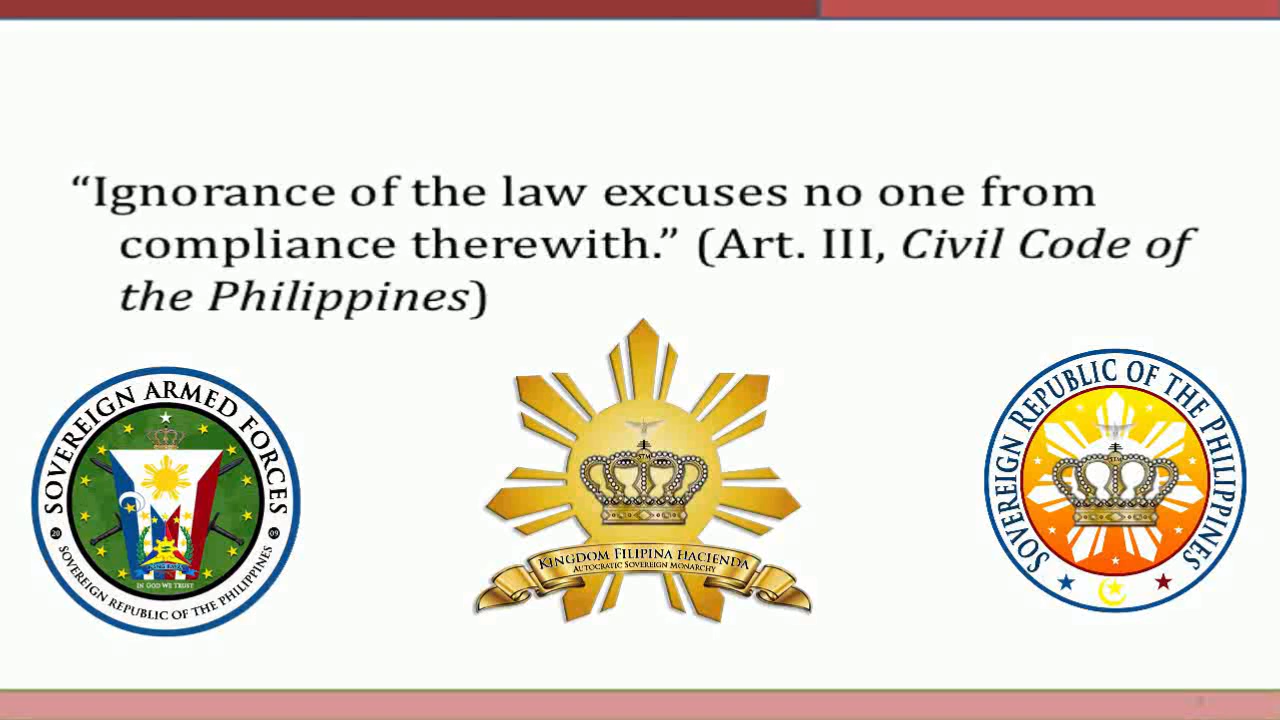 “Ignorance of the law excuses no one from
compliance therewith.” (Art. III, Civil Code of
the Philippines)
SOVEREIGN ARMED FORCES
20
09
IN GOD WE TRUST
SOVEREIGN REPUBLIC OF THE PHILIPPINES
STM
KINGDOM FILIPINA HACIENDA
AUTOCRATIC SOVEREIGN MONARCHY
SOVEREIGN REPUBLIC OF THE PHILIPPINES